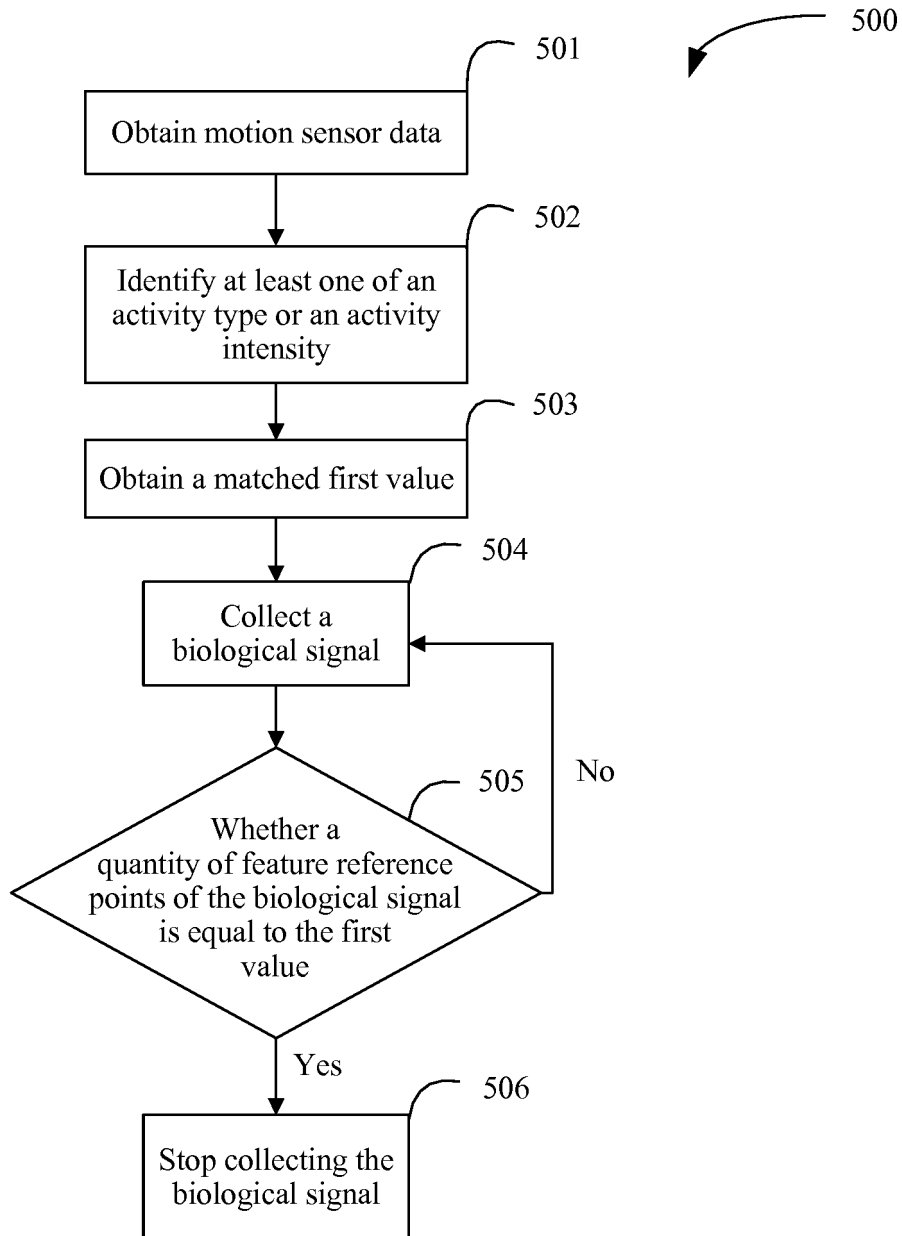 500
501
Obtain motion sensor data
502
Identify at least one of an
activity type or an activity
intensity
503
Obtain a matched first value
504
Collect a
biological signal
505
No
Whether a
quantity of feature reference
points of the biological signal
is equal to the first
value
Yes
506
Stop collecting the
biological signal